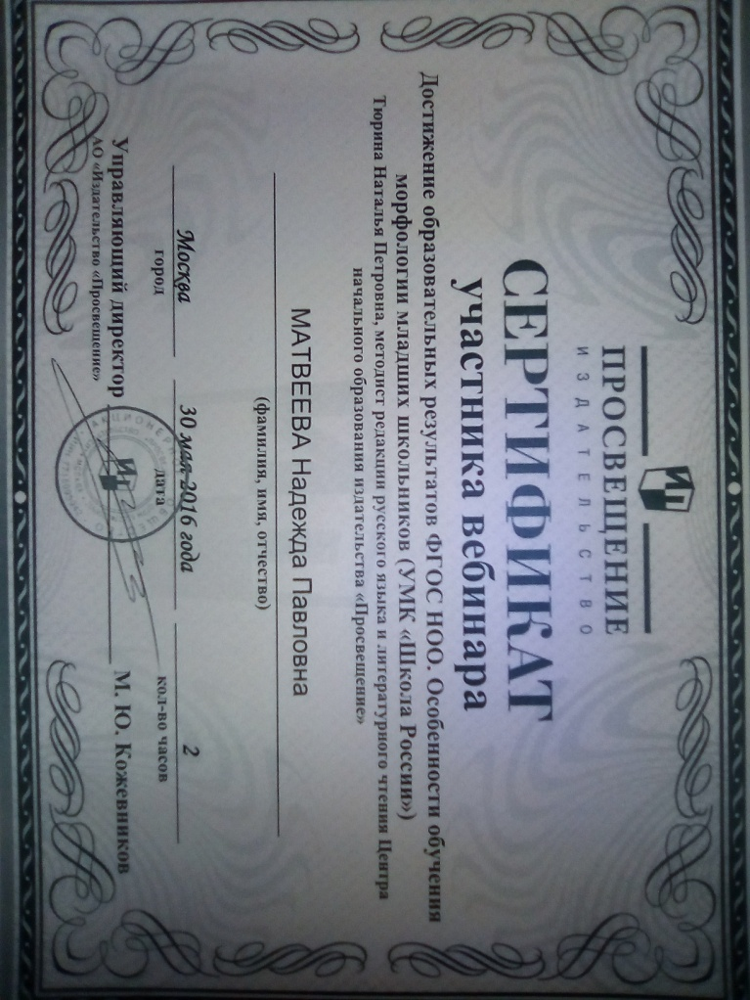 ПРОСВЕЩЕНИЕ
ИЗДАТЕЛЬСТВО
СЕРТИФИКАТ
участника вебинара
Достижение образовательных результатов ФГОС НОО. Особенности обучения
морфологии младших школьников (УМК «Школа России»)
Тюрина Наталья Петровна, методист редакции русского языка и литературного чтения Центра
начального образования издательства «Просвещение»
МАТВЕЕВА Надежда Павловна
(фамилия, имя, отчество)
Москва 30 мая 2016 года 2
город дата кол-во часов
Управляющий директор М. Ю. Кожевников
АО «Издательство «Просвещение»